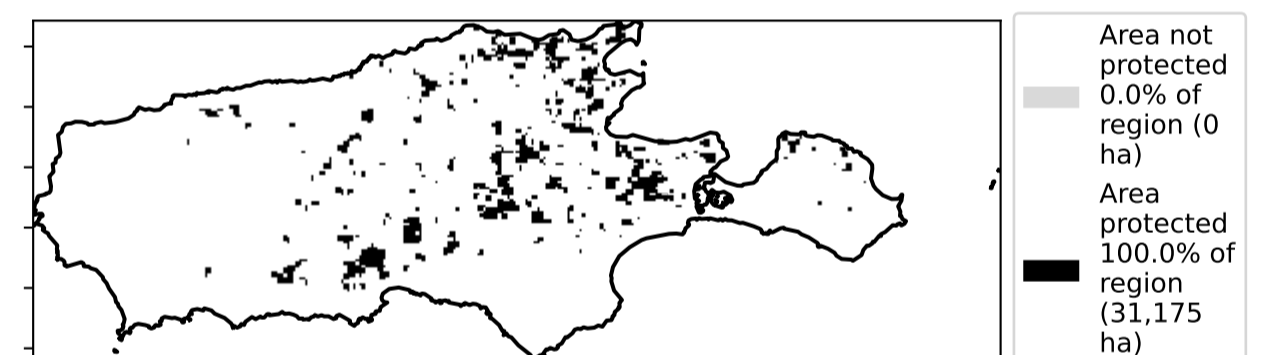 Area not
protected
0.0% of
region (0
ha)
Area
protected
100.0% of
region
(31,175
ha)